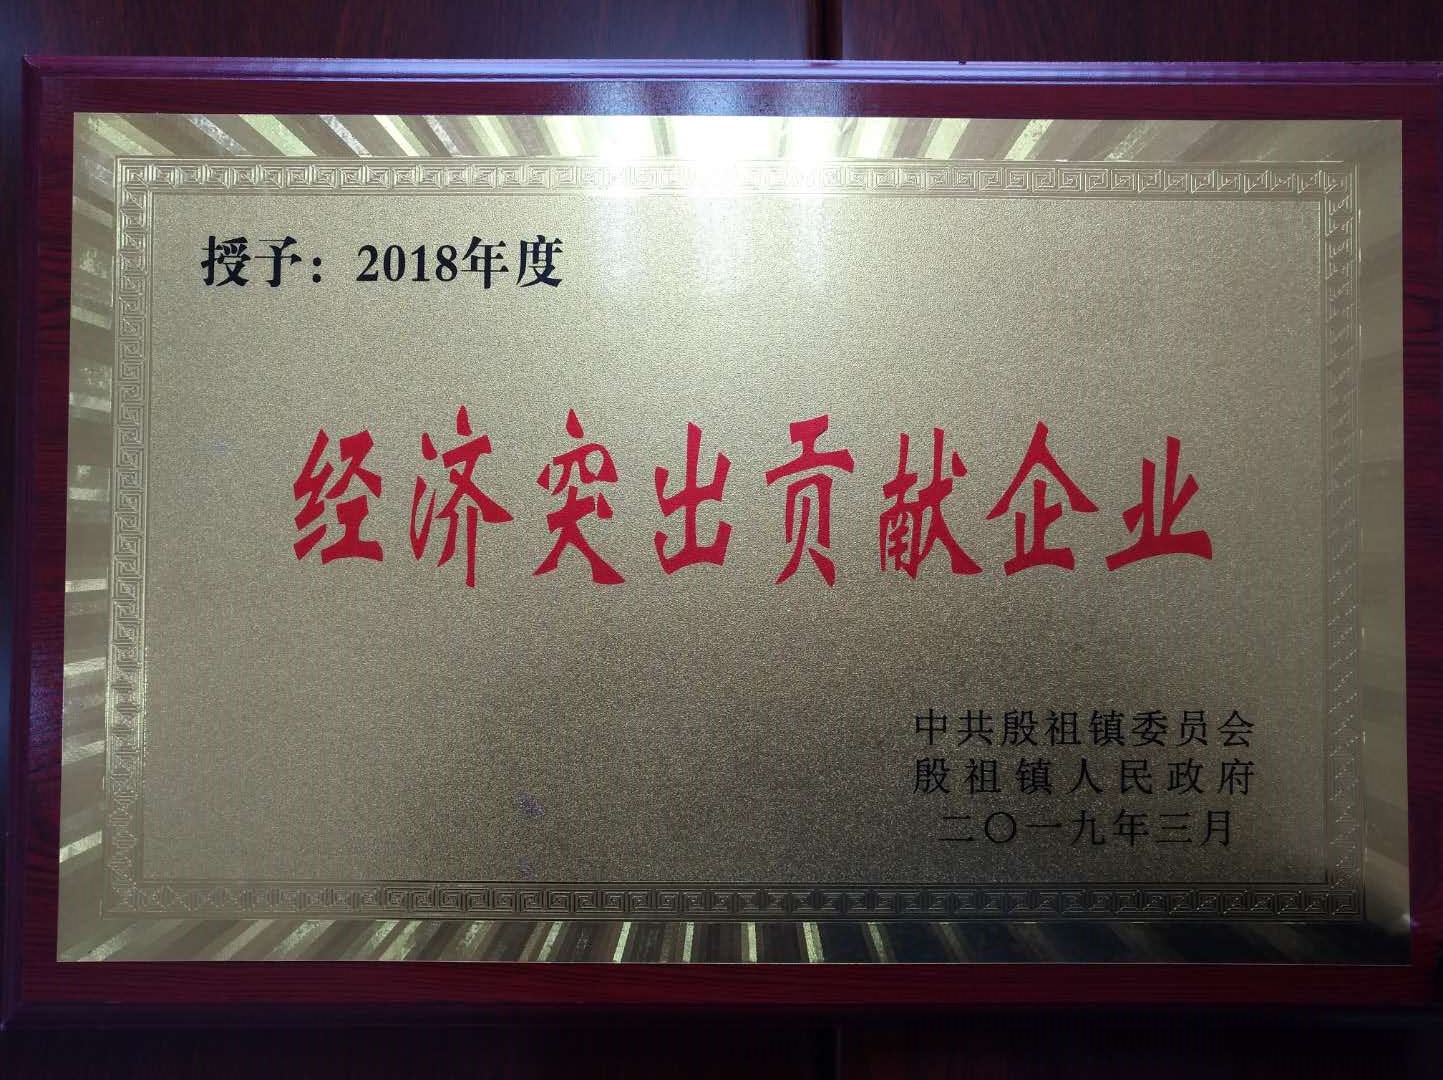 授予：2018年度
经济突出贡献企业
中共殷祖镇委员会
殷祖镇人民政府
二〇一九年三月